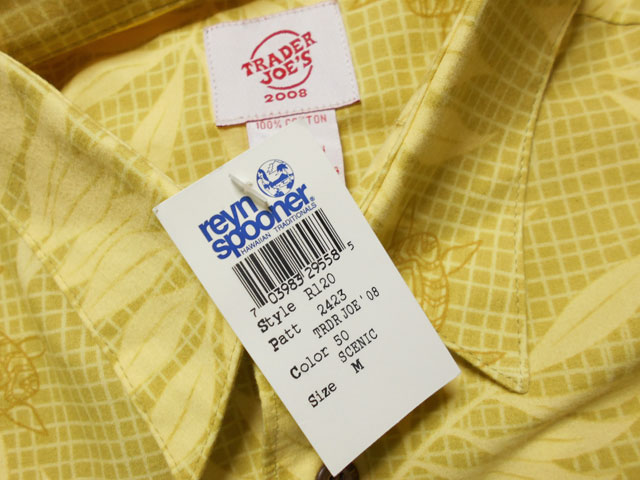 TRADER
JOE'S
2008
100% COTTON
reyn
spooner®
HAWAIIAN TRADITIONALS
7 03983 29558 5
Style R120
Patt 2423
TRDR JOE '08
Color 50
SCENIC
Size M